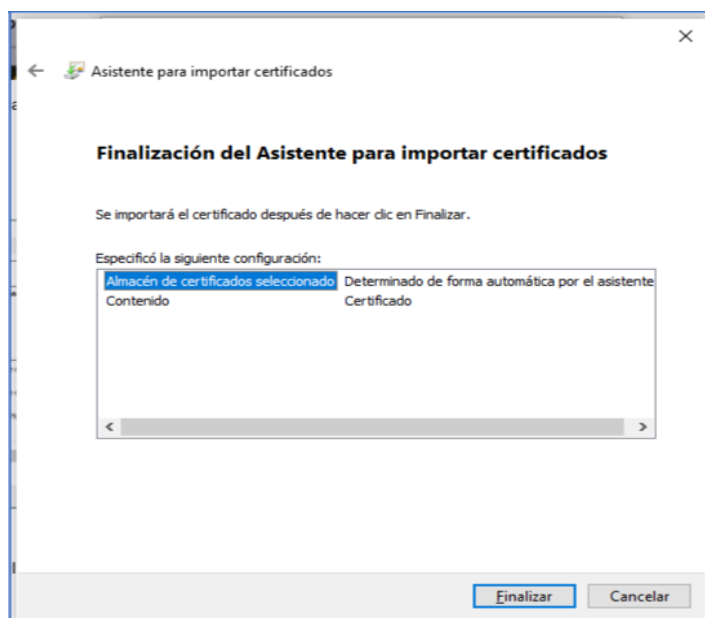 Asistente para importar certificados
Finalización del Asistente para importar certificados
Se importará el certificado después de hacer clic en Finalizar.
Especificó la siguiente configuración:
Almacén de certificados seleccionado Determinado de forma automática por el asistente
Contenido Certificado
Finalizar Cancelar